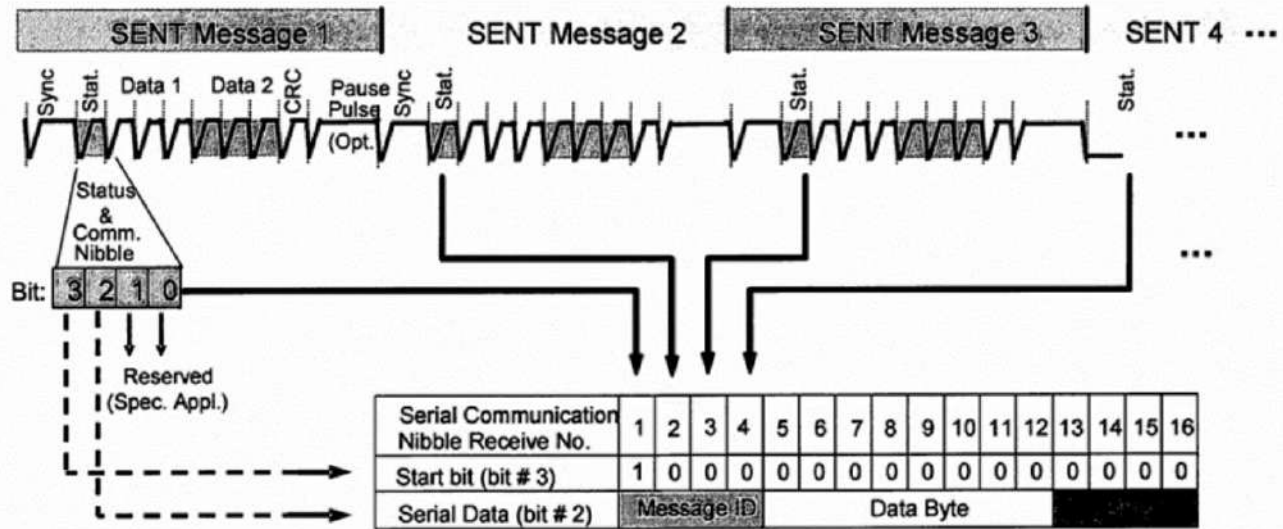 SENT Message 1 SENT Message 2 SENT Message 3 SENT 4 ...
Sync Stat. Data 1 Data 2 CRC Pause Pulse (Opt. Sync Stat. Stat. Stat.
...
Status
&
Comm.
Nibble
...
Bit: 3 2 1 0
Reserved
(Spec. Appl.)
Serial Communication
Nibble Receive No. 1 2 3 4 5 6 7 8 9 10 11 12 13 14 15 16
Start bit (bit # 3) 1 0 0 0 0 0 0 0 0 0 0 0 0 0 0 0
Serial Data (bit # 2) Message ID Data Byte